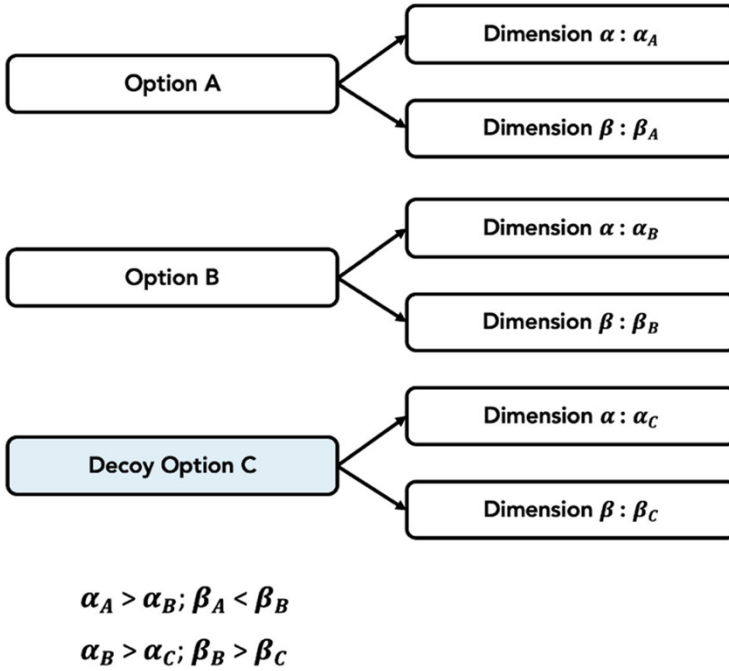 Dimension α : α_A
Option A
Dimension β : β_A
Dimension α : α_B
Option B
Dimension β : β_B
Dimension α : α_C
Decoy Option C
Dimension β : β_C
α_A > α_B; β_A < β_B
α_B > α_C; β_B > β_C